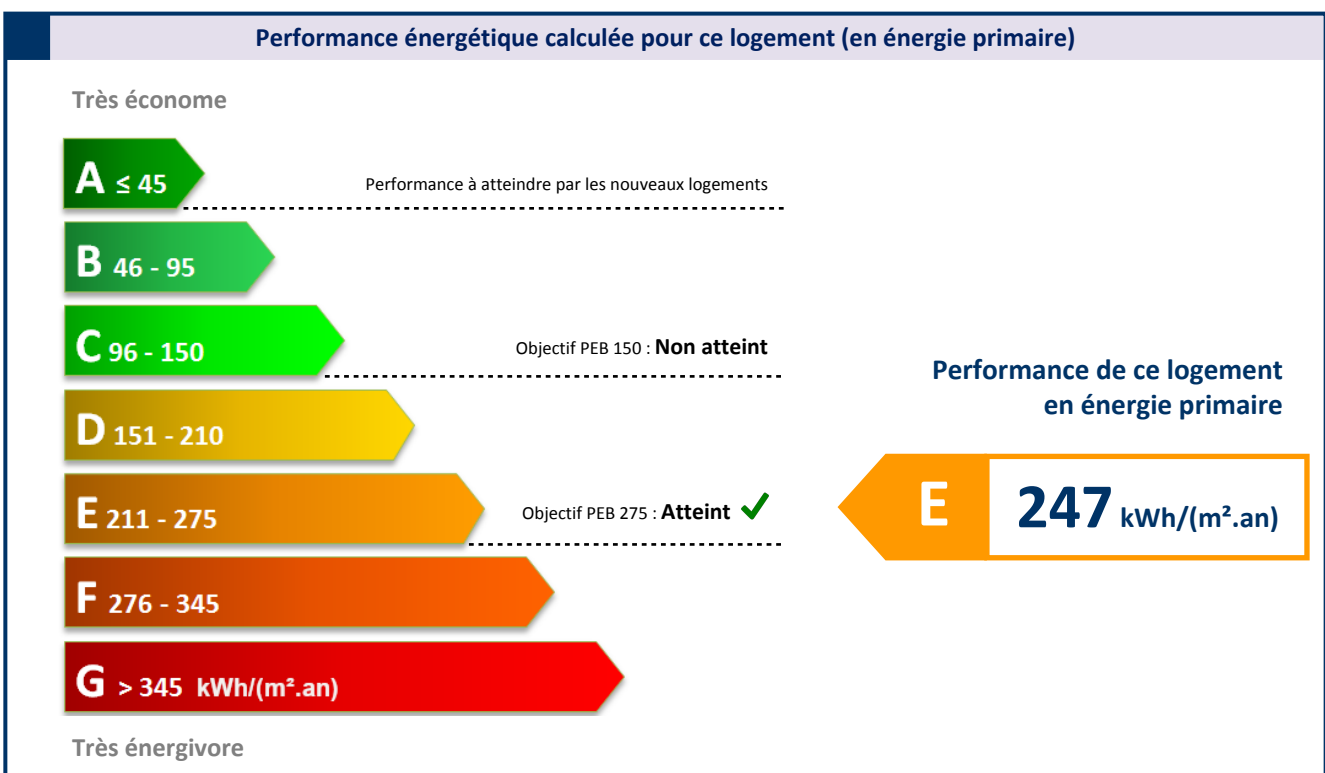 Performance énergétique calculée pour ce logement (en énergie primaire)
Très économe
A ≤ 45
Performance à atteindre par les nouveaux logements
B 46 - 95
C 96 - 150
Objectif PEB 150 : Non atteint
D 151 - 210
E 211 - 275
Objectif PEB 275 : Atteint ✓
F 276 - 345
G > 345 kWh/(m².an)
Très énergivore
Performance de ce logement
en énergie primaire
E 247 kWh/(m².an)